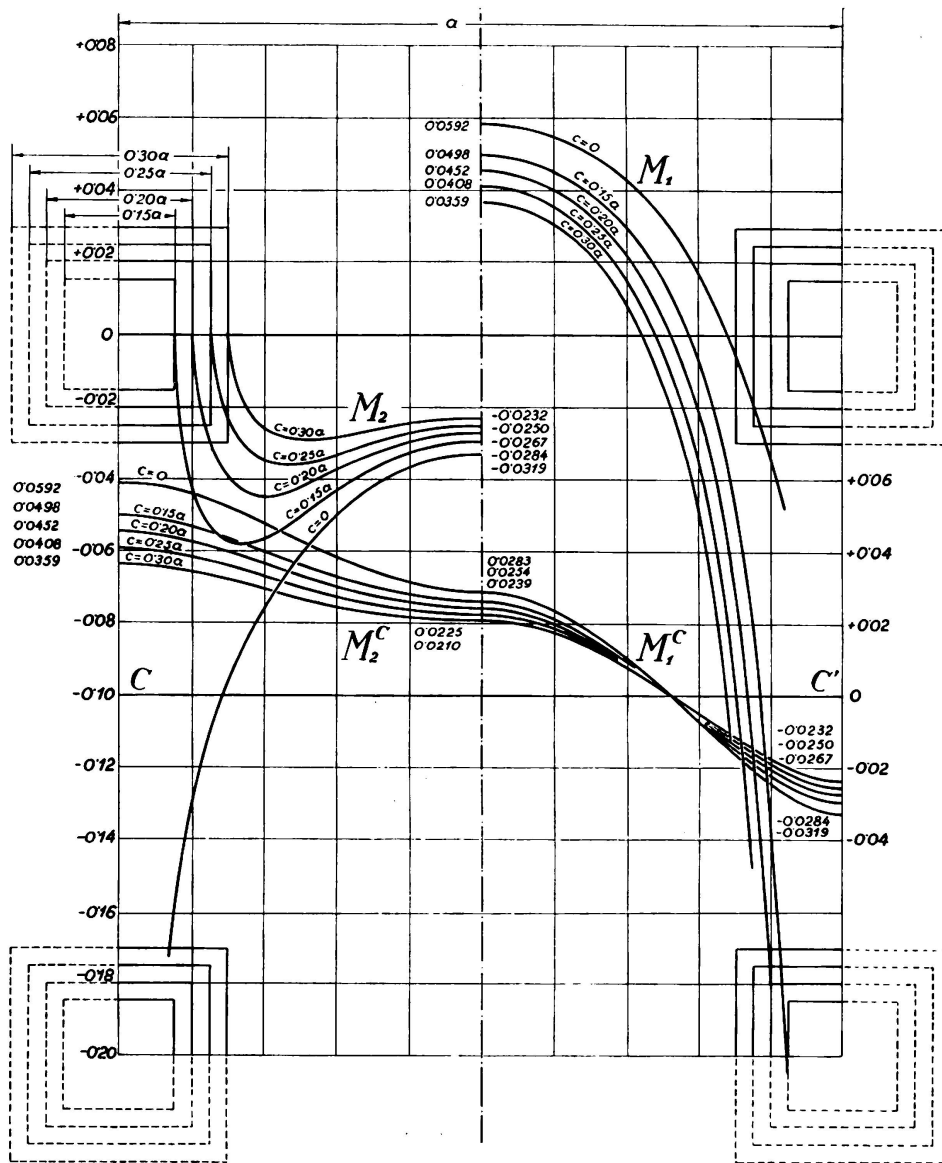 a
+0'08
+0'06
+0'04
+0'02
0
-0'02
-0'04
-0'06
-0'08
-0'10
-0'12
-0'14
-0'16
-0'18
-0'20
0'30a
0'25a
0'20a
0'15a
0'0592
0'0498
0'0452
0'0408
0'0359
c=0
c=0'15a
c=0'20a
c=0'25a
c=0'30a
M₁
M₂
c=0'30a
c=0'25a
c=0'20a
c=0'15a
c=0
-0'0232
-0'0250
-0'0267
-0'0284
-0'0319
0'0592
0'0498
0'0452
0'0408
0'0359
c=0
c=0'15a
c=0'20a
c=0'25a
c=0'30a
0'0283
0'0254
0'0239
0'0225
0'0210
M₂ᶜ
M₁ᶜ
C
C'
+0'06
+0'04
+0'02
0
-0'02
-0'04
-0'0232
-0'0250
-0'0267
-0'0284
-0'0319